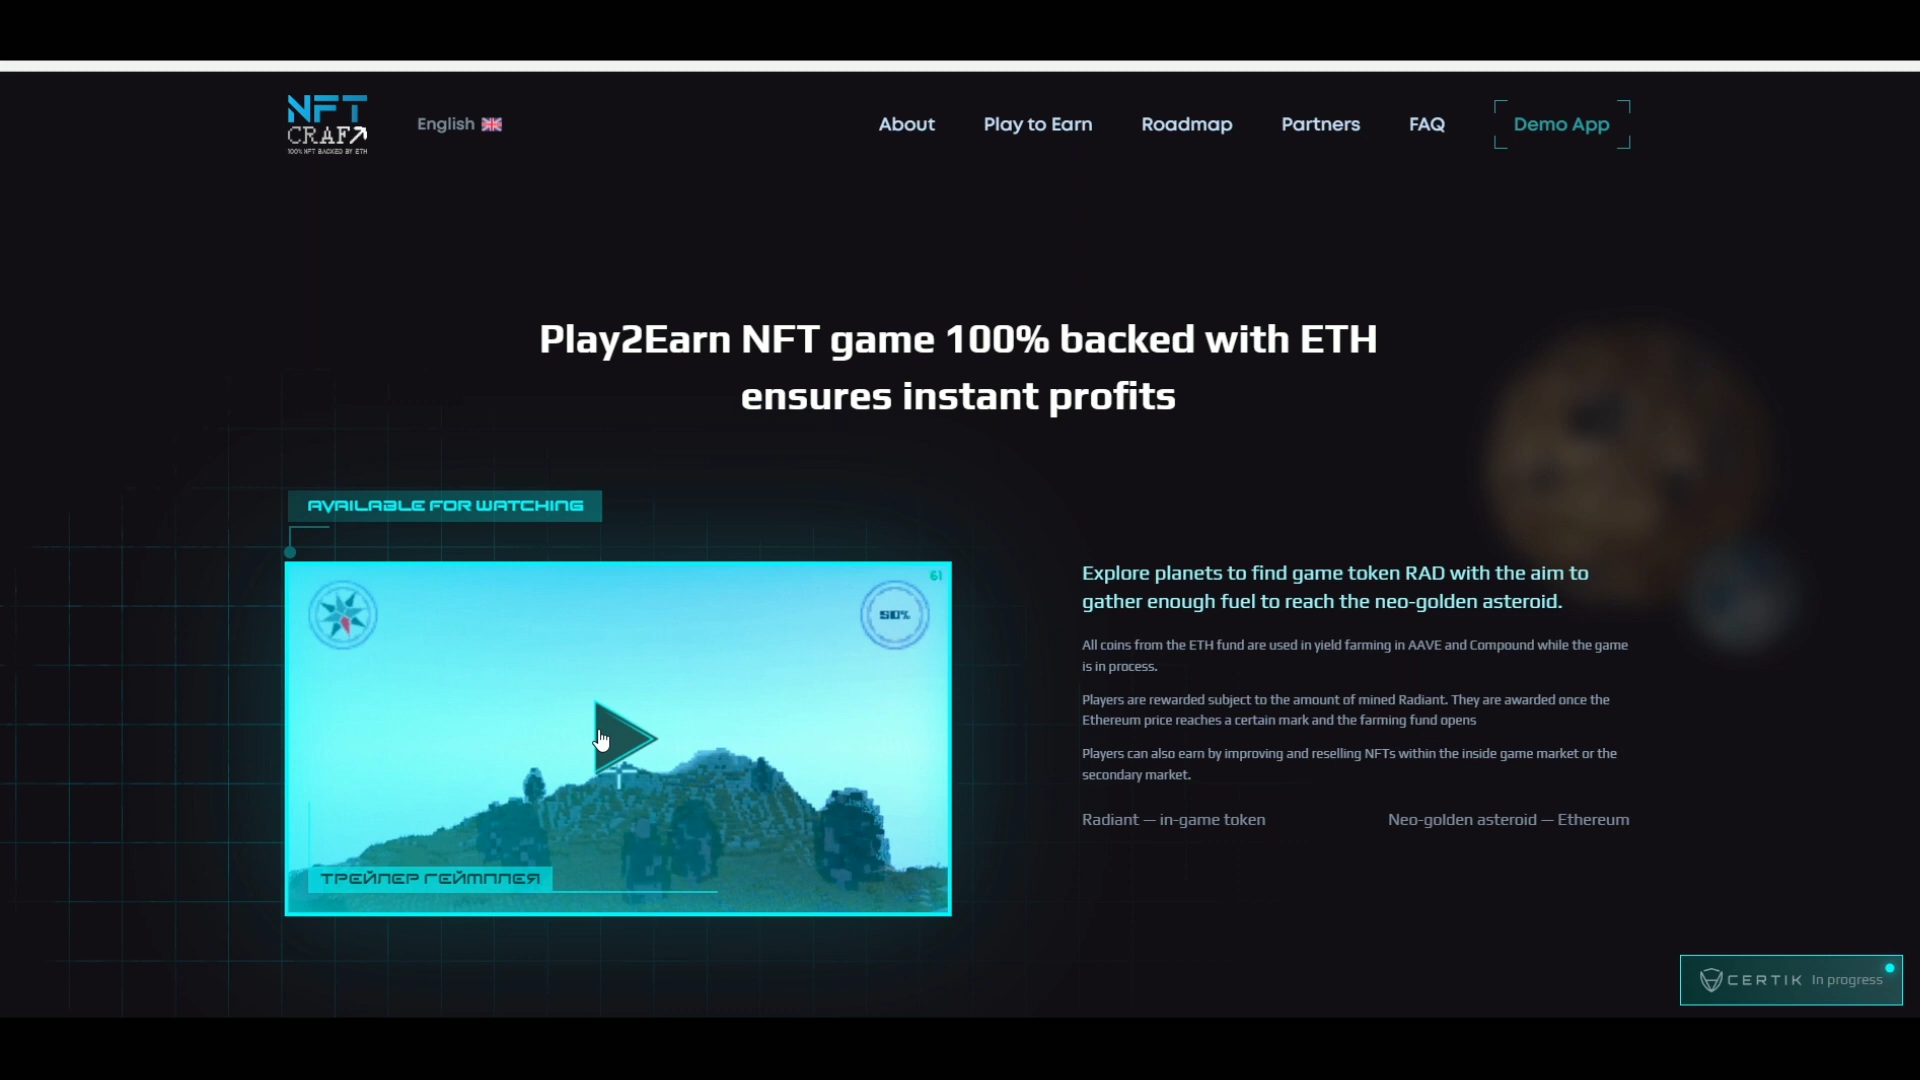 NFT
CRAFT
100% NFT BACKED BY ETH
English
About
Play to Earn
Roadmap
Partners
FAQ
Demo App
Play2Earn NFT game 100% backed with ETH
ensures instant profits
AVAILABLE FOR WATCHING
61
50%
ТРЕЙЛЕР ГЕЙМПЛЕЯ
Explore planets to find game token RAD with the aim to
gather enough fuel to reach the neo-golden asteroid.
All coins from the ETH fund are used in yield farming in AAVE and Compound while the game
is in process.
Players are rewarded subject to the amount of mined Radiant. They are awarded once the
Ethereum price reaches a certain mark and the farming fund opens
Players can also earn by improving and reselling NFTs within the inside game market or the
secondary market.
Radiant — in-game token
Neo-golden asteroid — Ethereum
CERTIK In progress